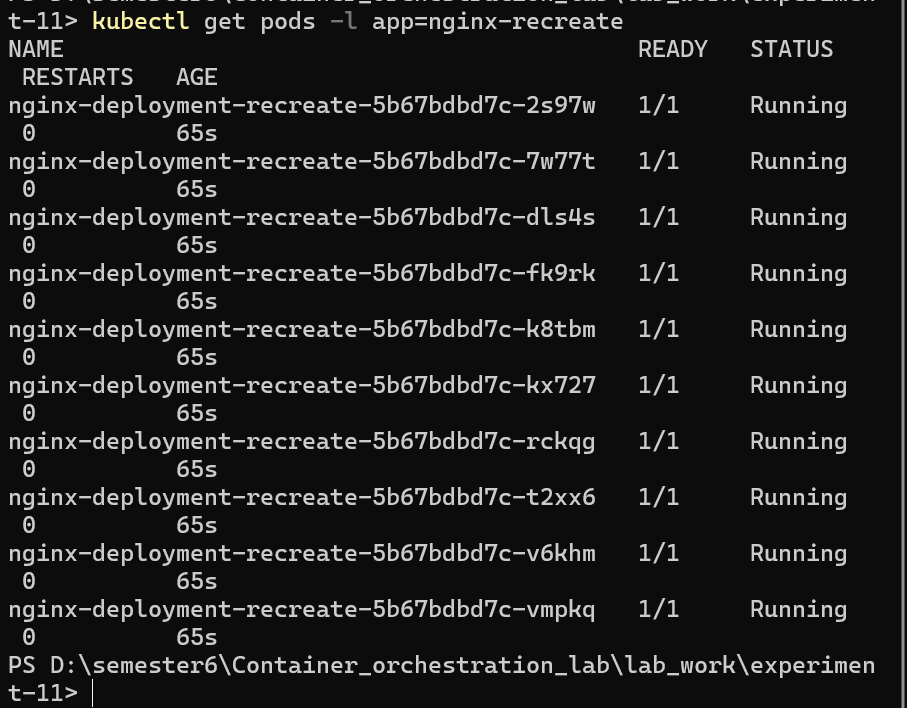 t-11> kubectl get pods -l app=nginx-recreate
NAME READY STATUS
RESTARTS AGE
nginx-deployment-recreate-5b67bdbd7c-2s97w 1/1 Running
0 65s
nginx-deployment-recreate-5b67bdbd7c-7w77t 1/1 Running
0 65s
nginx-deployment-recreate-5b67bdbd7c-dls4s 1/1 Running
0 65s
nginx-deployment-recreate-5b67bdbd7c-fk9rk 1/1 Running
0 65s
nginx-deployment-recreate-5b67bdbd7c-k8tbm 1/1 Running
0 65s
nginx-deployment-recreate-5b67bdbd7c-kx727 1/1 Running
0 65s
nginx-deployment-recreate-5b67bdbd7c-rckqg 1/1 Running
0 65s
nginx-deployment-recreate-5b67bdbd7c-t2xx6 1/1 Running
0 65s
nginx-deployment-recreate-5b67bdbd7c-v6khm 1/1 Running
0 65s
nginx-deployment-recreate-5b67bdbd7c-vmpkq 1/1 Running
0 65s
PS D:\semester6\Container_orchestration_lab\lab_work\experimen
t-11>